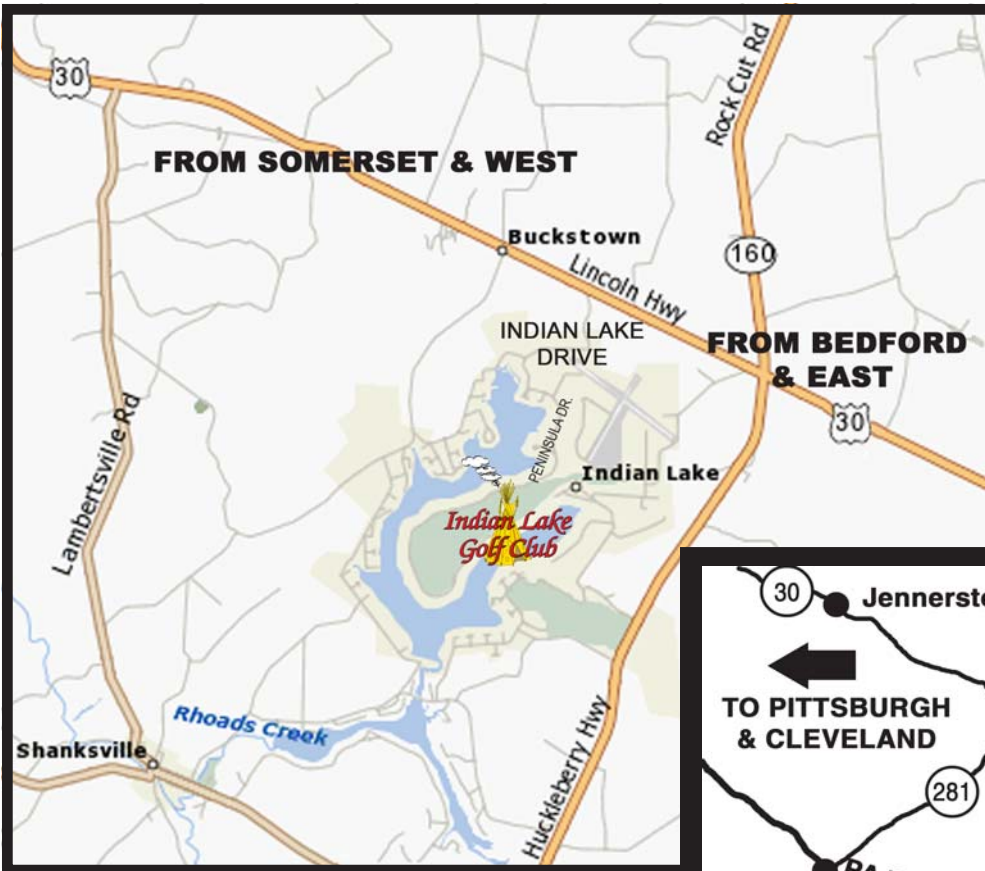 30
Rock Cut Rd
FROM SOMERSET & WEST
Buckstown
160
Lincoln Hwy
INDIAN LAKE
DRIVE
FROM BEDFORD
& EAST
30
PENINSULA DR.
Lambertsville Rd
Indian Lake
Indian Lake
Golf Club
Rhoads Creek
Shanksville
Huckleberry Hwy
30
TO PITTSBURGH
& CLEVELAND
281